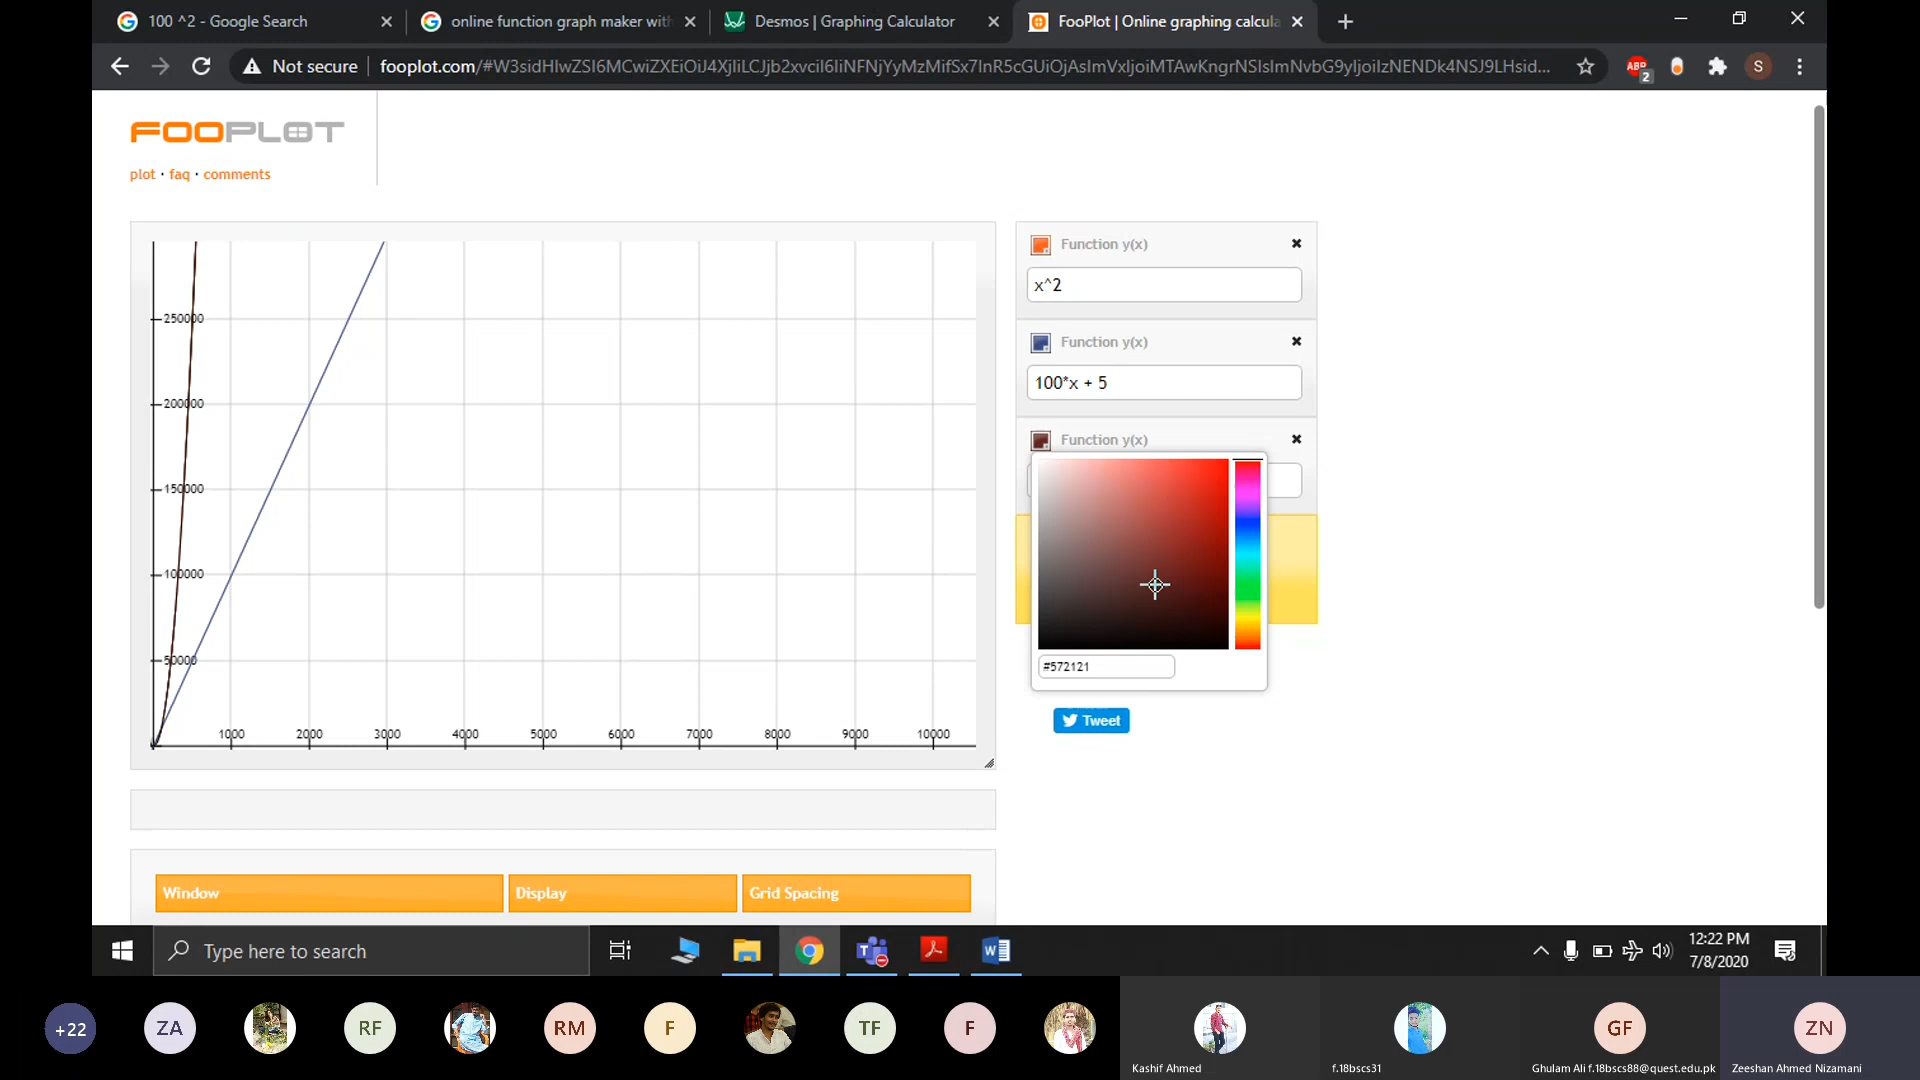 100 ^2 - Google Search
online function graph maker with
Desmos | Graphing Calculator
FooPlot | Online graphing calcula
Not secure
FOOPLOT
plot · faq · comments
250000
200000
150000
100000
50000
1000 2000 3000 4000 5000 6000 7000 8000 9000 10000
Function y(x)
x^2
Function y(x)
100*x + 5
Function y(x)
#572121
Tweet
Window
Display
Grid Spacing
ABP
2
S
Type here to search
12:22 PM
7/8/2020
+22
ZA
RF
RM
F
TF
F
GF
ZN
Kashif Ahmed
f.18bscs31
Ghulam Ali f.18bscs88@quest.edu.pk
Zeeshan Ahmed Nizamani